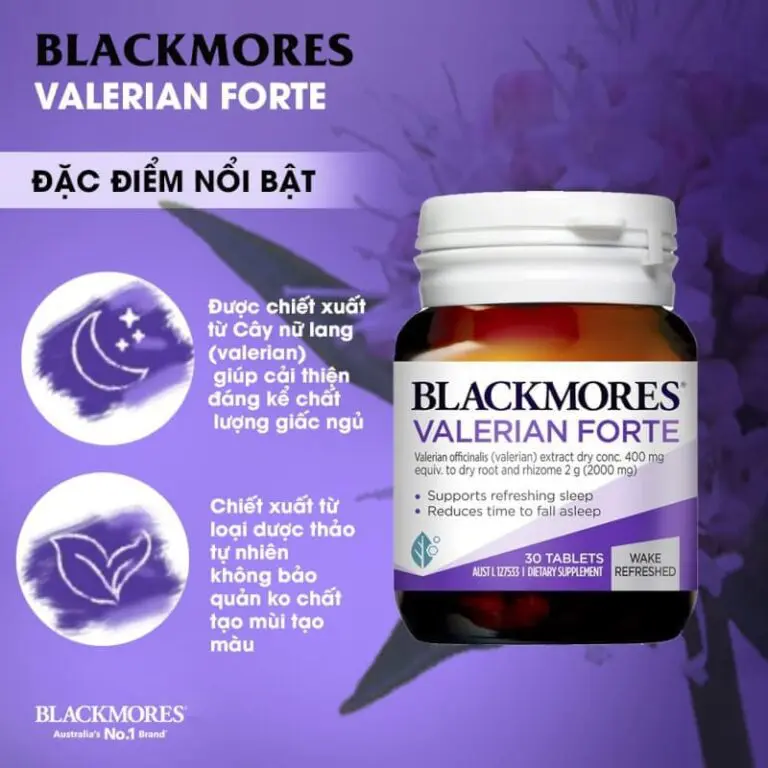 BLACKMORES
VALERIAN FORTE
ĐẶC ĐIỂM NỔI BẬT
Được chiết xuất
từ Cây nữ lang
(valerian)
giúp cải thiện
đáng kể chất
lượng giấc ngủ
Chiết xuất từ
loại dược thảo
tự nhiên
không bảo
quản ko chất
tạo mùi tạo
màu
BLACKMORES®
Australia's No.1 Brand*
BLACKMORES®
VALERIAN FORTE
Valerian officinalis (valerian) extract dry conc. 400 mg
equiv. to dry root and rhizome 2 g (2000 mg)
• Supports refreshing sleep
• Reduces time to fall asleep
30 TABLETS
AUST L 127533 | DIETARY SUPPLEMENT
WAKE
REFRESHED